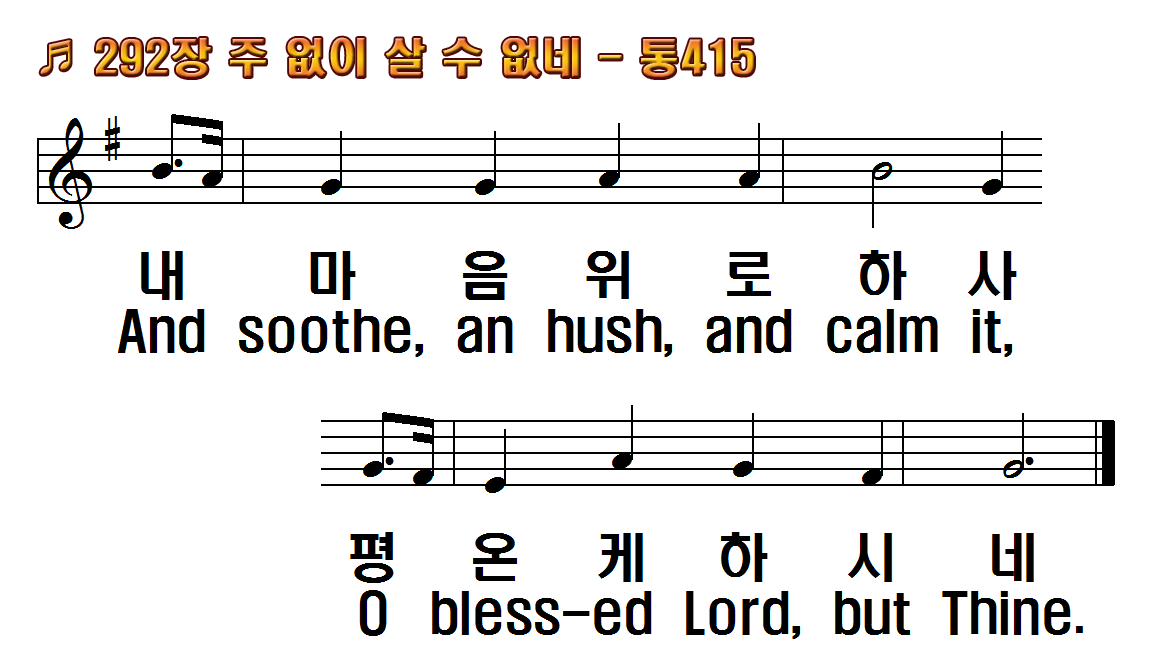 ♬ 292장 주 없이 살 수 없네 - 통415
내 마 음 위 로 하 사
And soothe, an hush, and calm it,
평 온 케 하 시 네
O bless-ed Lord, but Thine.